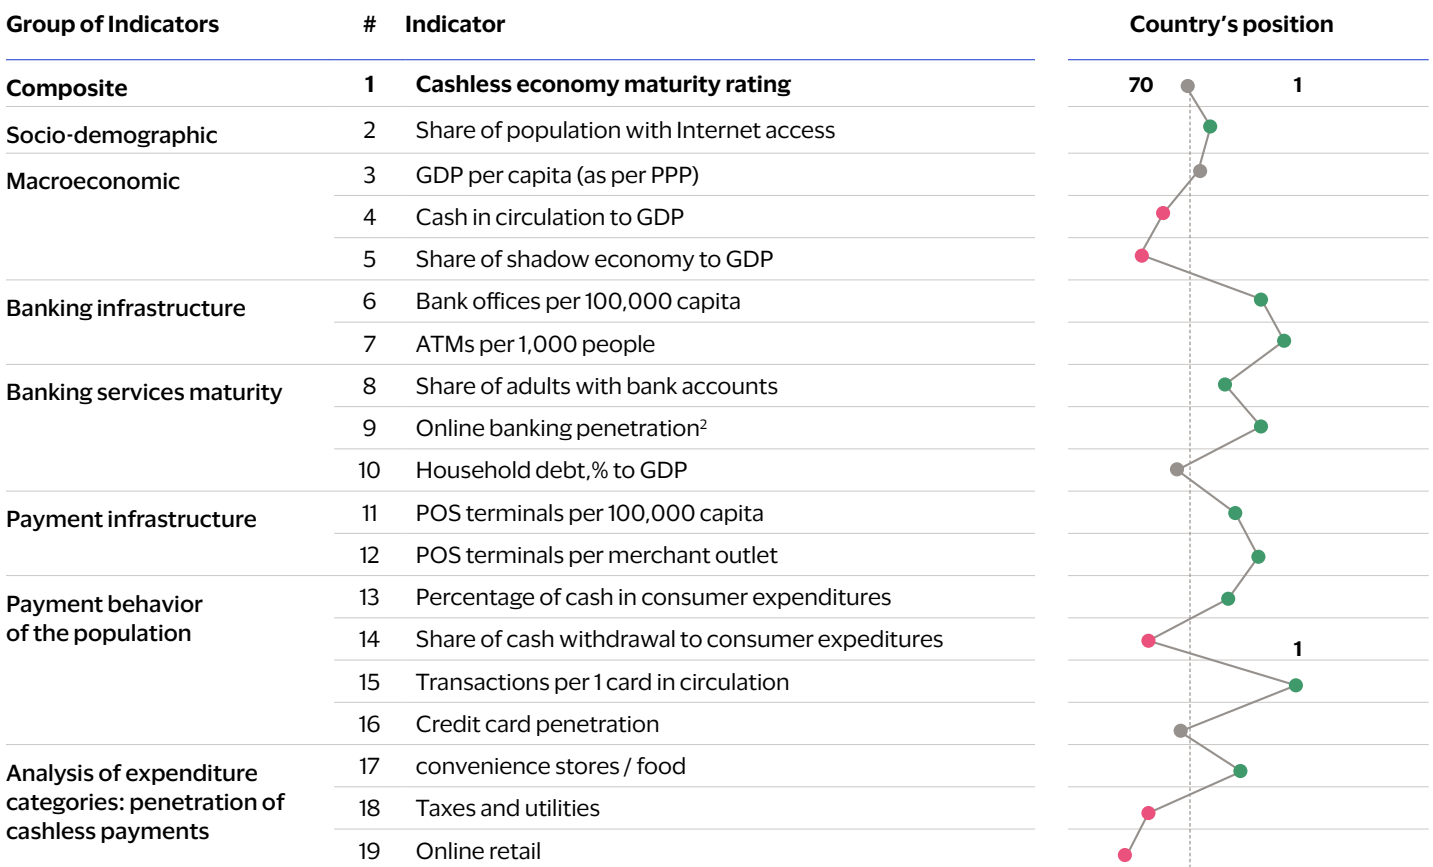 Group of Indicators # Indicator Country's position
Composite 1 Cashless economy maturity rating 70 1
Socio-demographic 2 Share of population with Internet access
Macroeconomic 3 GDP per capita (as per PPP)
4 Cash in circulation to GDP
5 Share of shadow economy to GDP
Banking infrastructure 6 Bank offices per 100,000 capita
7 ATMs per 1,000 people
Banking services maturity 8 Share of adults with bank accounts
9 Online banking penetration²
10 Household debt,% to GDP
Payment infrastructure 11 POS terminals per 100,000 capita
12 POS terminals per merchant outlet
Payment behavior
of the population
13 Percentage of cash in consumer expenditures
14 Share of cash withdrawal to consumer expeditures 1
15 Transactions per 1 card in circulation
16 Credit card penetration
Analysis of expenditure
categories: penetration of
cashless payments
17 convenience stores / food
18 Taxes and utilities
19 Online retail